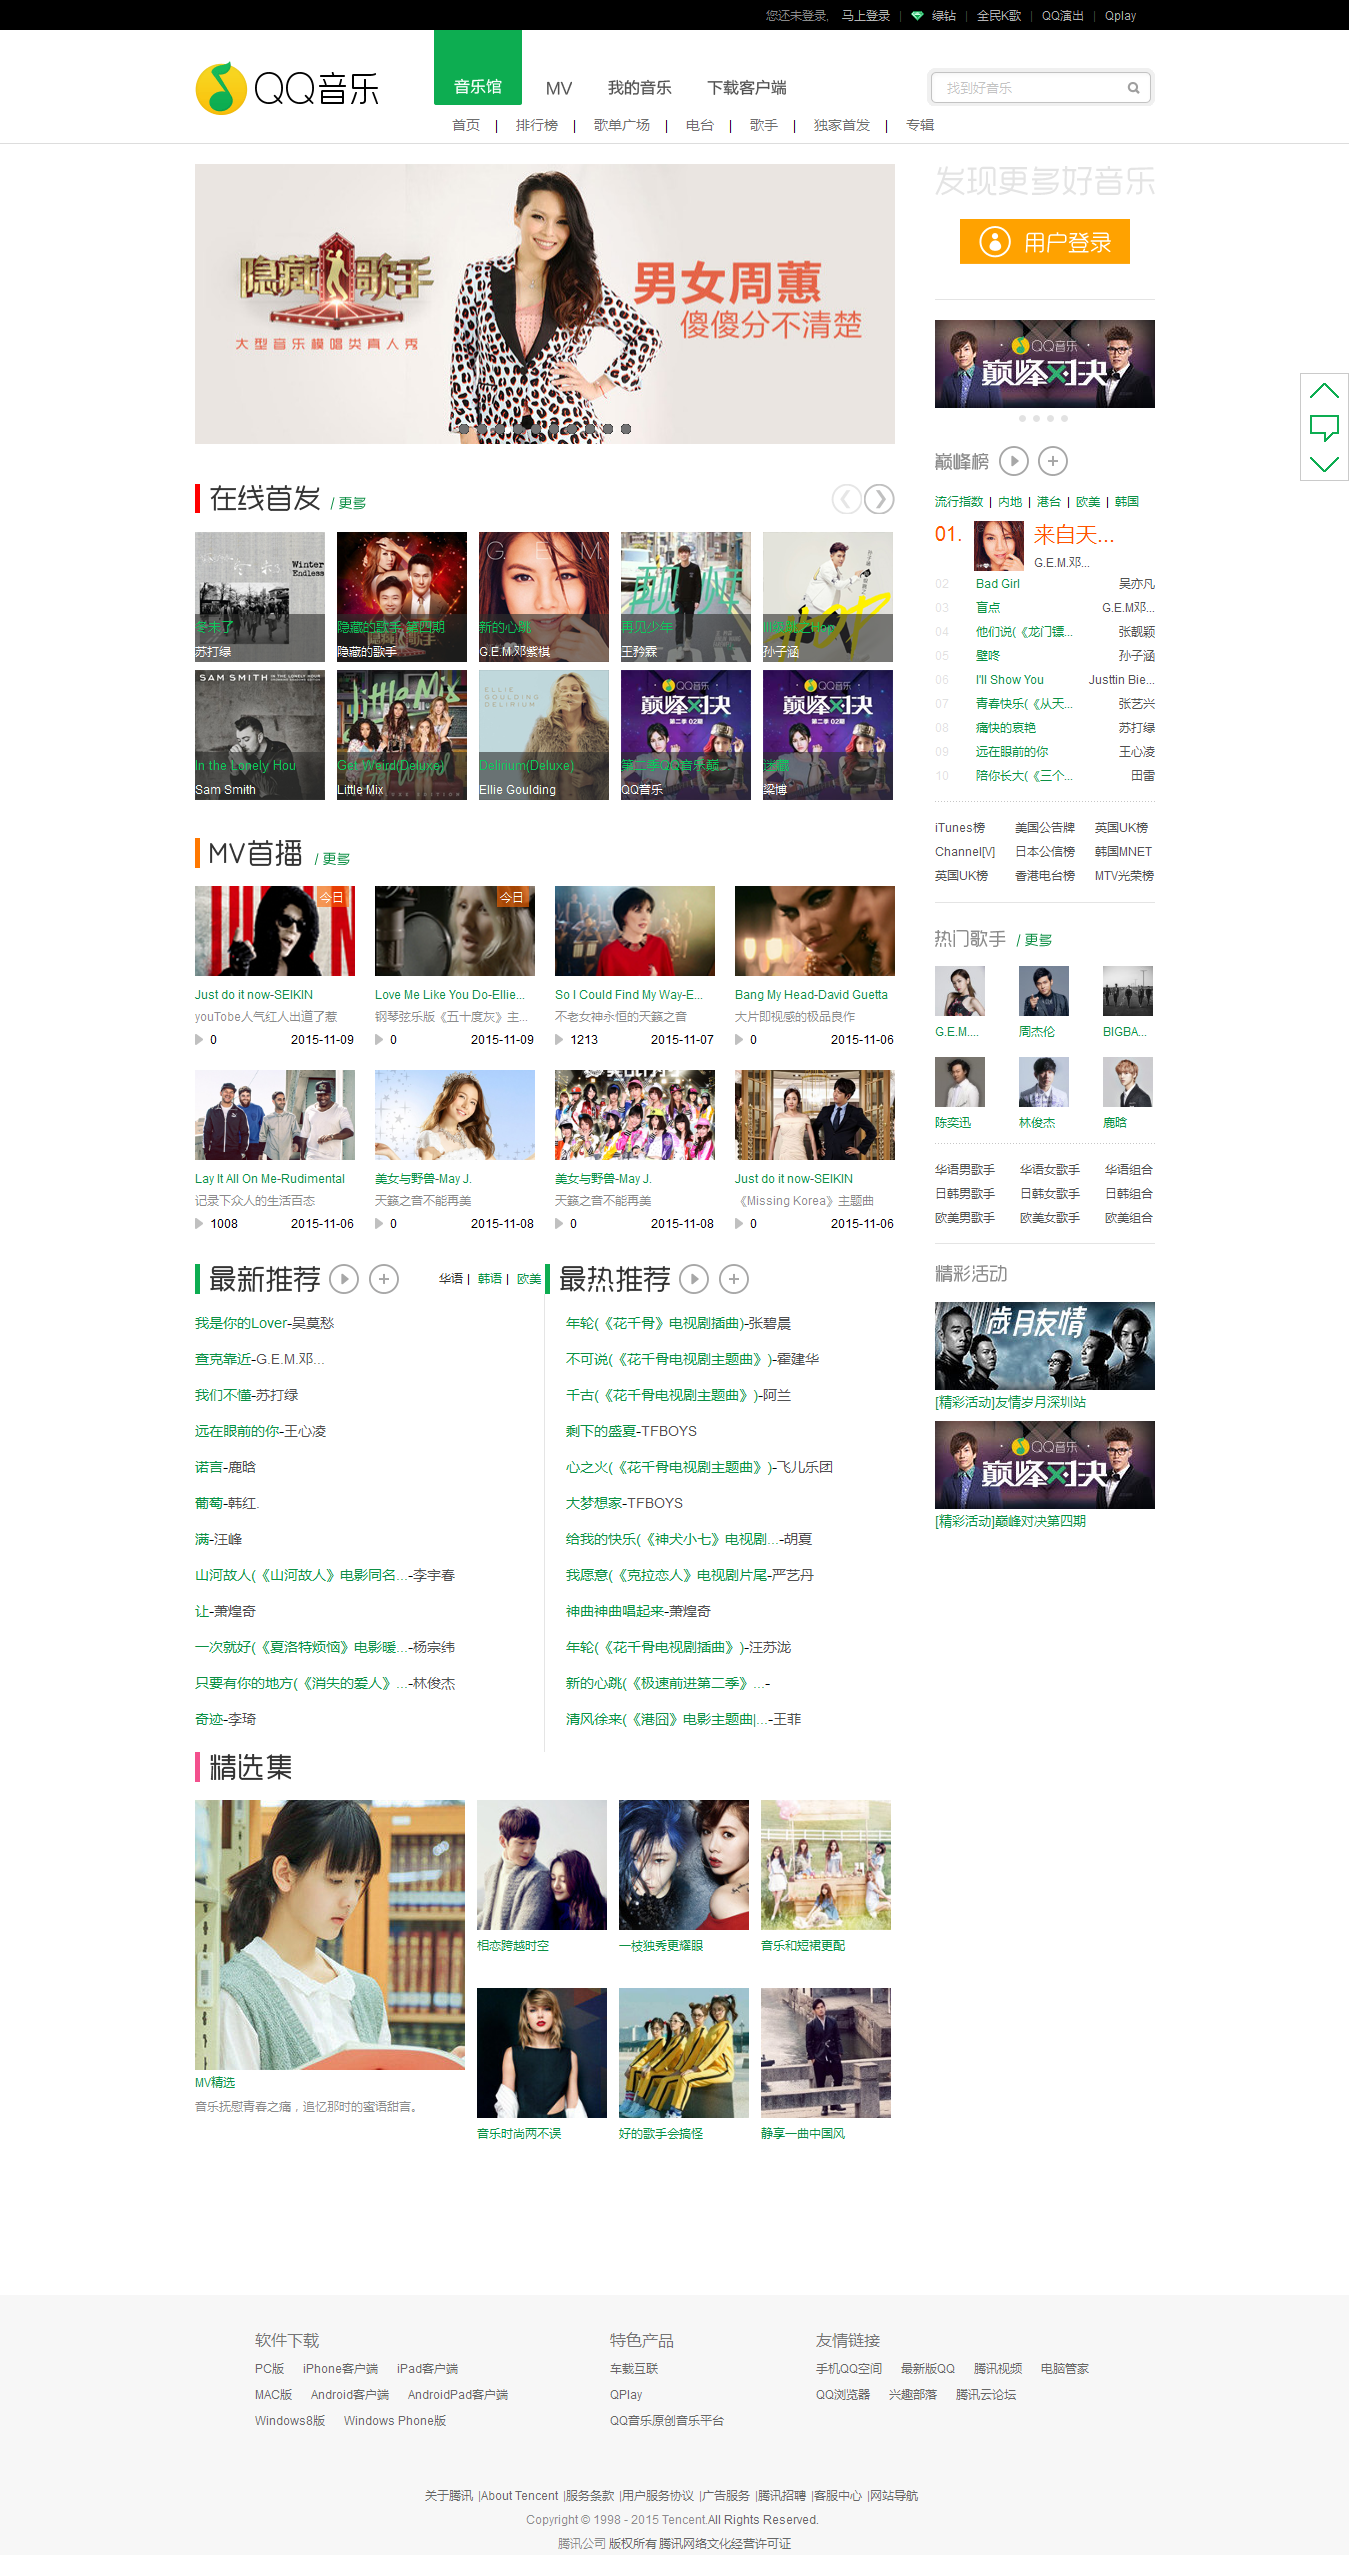 您还未登录, 马上登录 | 绿钻 | 全民K歌 | QQ演出 | Qplay
QQ音乐
音乐馆 MV 我的音乐 下载客户端
找到好音乐
首页 | 排行榜 | 歌单广场 | 电台 | 歌手 | 独家首发 | 专辑
隐藏歌手
大型音乐模唱类真人秀
男女周蕙
傻傻分不清楚
发现更多好音乐
用户登录
QQ音乐
巅峰对决
在线首发 / 更多
Winter Endless
冬未了
苏打绿
隐藏的歌手 第四期
隐藏的歌手
G.E.M.
新的心跳
G.E.M.邓紫棋
再见少年
王矜霖
孙子涵
SAM SMITH IN THE LONELY HOUR
In the Lonely Hou
Sam Smith
Little Mix
Get Weird(Deluxe)
Little Mix
ELLIE GOULDING DELIRIUM
Delirium(Deluxe)
Ellie Goulding
QQ音乐
巅峰对决
第二季 02期
第二季QQ音乐巅...
QQ音乐
QQ音乐
巅峰对决
第二季 02期
迷藏
梁博
巅峰榜
流行指数 | 内地 | 港台 | 欧美 | 韩国
01. 来自天...
G.E.M.邓...
02 Bad Girl 吴亦凡
03 盲点 G.E.M邓...
04 他们说(《龙门镖... 张靓颖
05 壁咚 孙子涵
06 I'll Show You Justtin Bie...
07 青春快乐(《从天... 张艺兴
08 痛快的哀艳 苏打绿
09 远在眼前的你 王心凌
10 陪你长大(《三个... 田雷
iTunes榜 美国公告牌 英国UK榜
Channel[V] 日本公信榜 韩国MNET
英国UK榜 香港电台榜 MTV光荣榜
MV首播 / 更多
今日
今日
Just do it now-SEIKIN
youTobe人气红人出道了惹
0 2015-11-09
Love Me Like You Do-Ellie...
钢琴弦乐版《五十度灰》主...
0 2015-11-09
So I Could Find My Way-E...
不老女神永恒的天籁之音
1213 2015-11-07
Bang My Head-David Guetta
大片即视感的极品良作
0 2015-11-06
Lay It All On Me-Rudimental
记录下众人的生活百态
1008 2015-11-06
美女与野兽-May J.
天籁之音不能再美
0 2015-11-08
美女与野兽-May J.
天籁之音不能再美
0 2015-11-08
Just do it now-SEIKIN
《Missing Korea》主题曲
0 2015-11-06
热门歌手 / 更多
G.E.M.... 周杰伦 BIGBA...
陈奕迅 林俊杰 鹿晗
华语男歌手 华语女歌手 华语组合
日韩男歌手 日韩女歌手 日韩组合
欧美男歌手 欧美女歌手 欧美组合
精彩活动
岁月友情
[精彩活动]友情岁月深圳站
QQ音乐
巅峰对决
[精彩活动]巅峰对决第四期
最新推荐 华语 | 韩语 | 欧美
我是你的Lover-吴莫愁
查克靠近-G.E.M.邓...
我们不懂-苏打绿
远在眼前的你-王心凌
诺言-鹿晗
葡萄-韩红.
满-汪峰
山河故人(《山河故人》电影同名...-李宇春
让-萧煌奇
一次就好(《夏洛特烦恼》电影暖...-杨宗纬
只要有你的地方(《消失的爱人》...-林俊杰
奇迹-李琦
最热推荐
年轮(《花千骨》电视剧插曲)-张碧晨
不可说(《花千骨电视剧主题曲》)-霍建华
千古(《花千骨电视剧主题曲》)-阿兰
剩下的盛夏-TFBOYS
心之火(《花千骨电视剧主题曲》)-飞儿乐团
大梦想家-TFBOYS
给我的快乐(《神犬小七》电视剧...-胡夏
我愿意(《克拉恋人》电视剧片尾-严艺丹
神曲神曲唱起来-萧煌奇
年轮(《花千骨电视剧插曲》)-汪苏泷
新的心跳(《极速前进第二季》...-
清风徐来(《港囧》电影主题曲|...-王菲
精选集
MV精选
音乐抚慰青春之痛，追忆那时的蜜语甜言。
相恋跨越时空 一枝独秀更耀眼 音乐和短裙更配
音乐时尚两不误 好的歌手会搞怪 静享一曲中国风
软件下载
PC版 iPhone客户端 iPad客户端
MAC版 Android客户端 AndroidPad客户端
Windows8版 Windows Phone版
特色产品
车载互联
QPlay
QQ音乐原创音乐平台
友情链接
手机QQ空间 最新版QQ 腾讯视频 电脑管家
QQ浏览器 兴趣部落 腾讯云论坛
关于腾讯 |About Tencent |服务条款 |用户服务协议 |广告服务 |腾讯招聘 |客服中心 |网站导航
Copyright © 1998 - 2015 Tencent.All Rights Reserved.
腾讯公司 版权所有 腾讯网络文化经营许可证